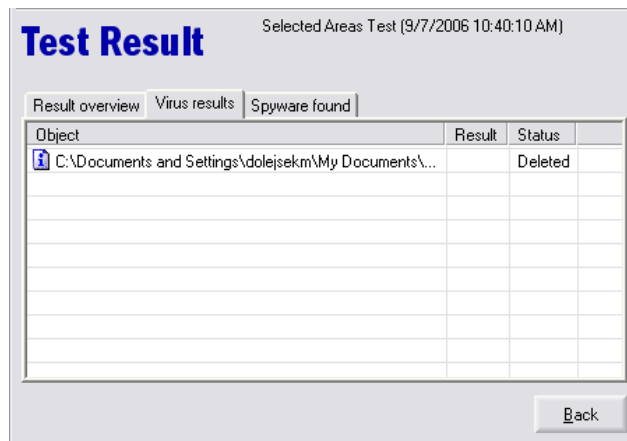 Test Result
Selected Areas Test (9/7/2006 10:40:10 AM)
Result overview Virus results Spyware found
Object Result Status
C:\Documents and Settings\dolejsekm\My Documents\... Deleted
Back